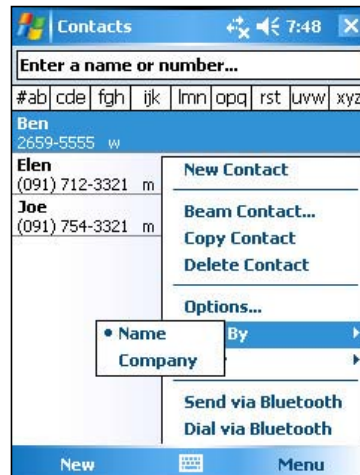 Contacts 7:48
Enter a name or number...
#ab cde fgh ijk lmn opq rst uvw xyz
Ben
2659-5555 w
Elen
(091) 712-3321 m
Joe
(091) 754-3321 m
New Contact
Beam Contact...
Copy Contact
Delete Contact
Options...
By
Name
Company
Send via Bluetooth
Dial via Bluetooth
New Menu